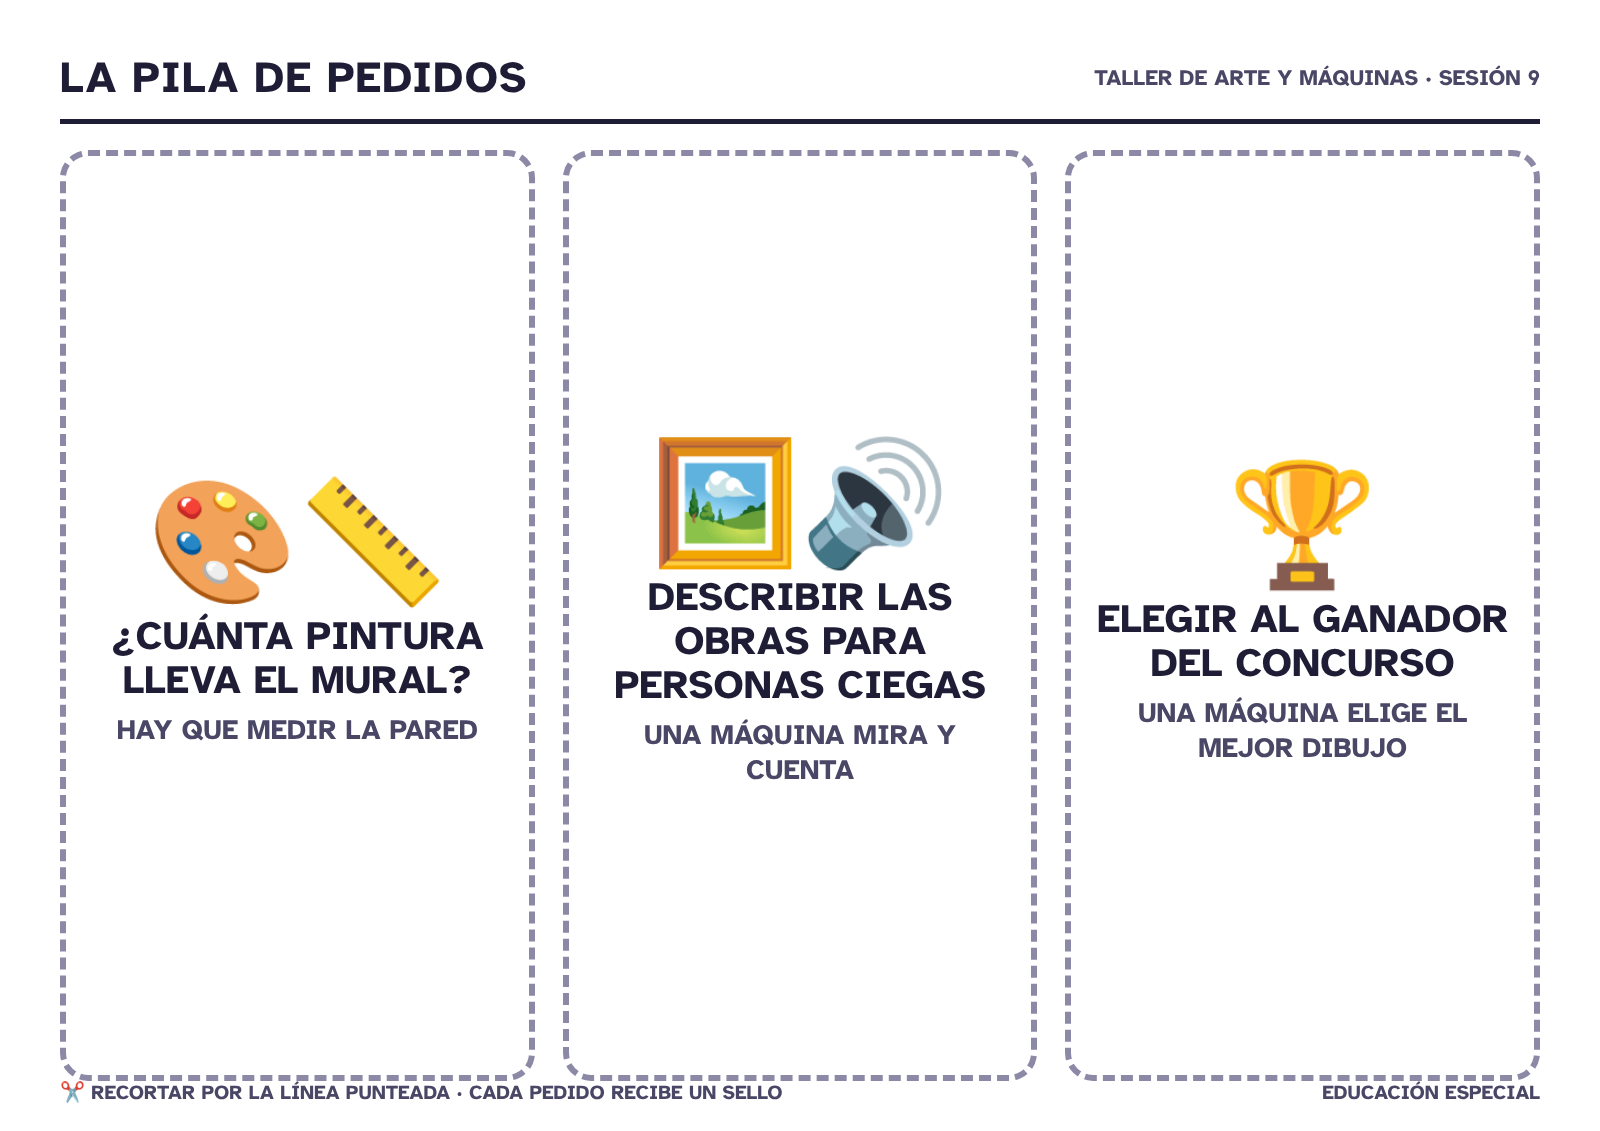 LA PILA DE PEDIDOS
TALLER DE ARTE Y MÁQUINAS · SESIÓN 9
¿CUÁNTA PINTURA
LLEVA EL MURAL?
HAY QUE MEDIR LA PARED
DESCRIBIR LAS
OBRAS PARA
PERSONAS CIEGAS
UNA MÁQUINA MIRA Y
CUENTA
ELEGIR AL GANADOR
DEL CONCURSO
UNA MÁQUINA ELIGE EL
MEJOR DIBUJO
RECORTAR POR LA LÍNEA PUNTEADA · CADA PEDIDO RECIBE UN SELLO
EDUCACIÓN ESPECIAL